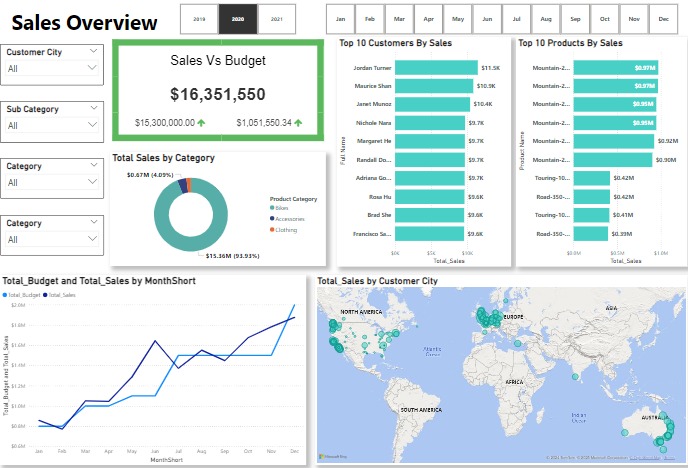 Sales Overview
2019
2020
2021
Jan Feb Mar Apr May Jun Jul Aug Sep Oct Nov Dec
Customer City
All
Sub Category
All
Category
All
Category
All
Sales Vs Budget
$16,351,550
$15,300,000.00
$1,051,550.34
Total Sales by Category
$0.67M (4.09%)
$15.36M (93.93%)
Product Category
Bikes
Accessories
Clothing
Top 10 Customers By Sales
Full Name
Jordan Turner $11.5K
Maurice Shan $10.9K
Janet Munoz $10.4K
Nichole Nara $9.7K
Margaret He $9.7K
Randall Do... $9.7K
Adriana Go... $9.7K
Rosa Hu $9.6K
Brad She $9.6K
Francisco Sa... $9.6K
$0K $5K $10K
Total_Sales
Top 10 Products By Sales
Product Name
Mountain-2... $0.97M
Mountain-2... $0.97M
Mountain-2... $0.95M
Mountain-2... $0.95M
Mountain-2... $0.92M
Mountain-2... $0.90M
Touring-10... $0.42M
Road-350-... $0.42M
Touring-10... $0.41M
Road-350-... $0.39M
$0.0M $0.5M $1.0M
Total_Sales
Total_Budget and Total_Sales by MonthShort
Total_Budget Total_Sales
Total_Budget and Total_Sales
$2.0M
$1.8M
$1.6M
$1.4M
$1.2M
$1.0M
$0.8M
$0.6M
Jan Feb Mar Apr May Jun Jul Aug Sep Oct Nov Dec
MonthShort
Total_Sales by Customer City
NORTH AMERICA
EUROPE
ASIA
Atlantic
Ocean
AFRICA
SOUTH AMERICA
Indian
Ocean
AUSTRALIA